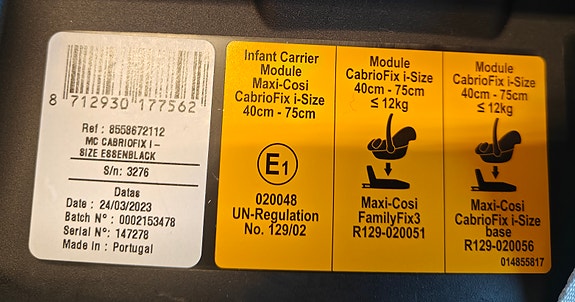 8 712930 177562
Ref : 8558672112
MC CABRIOFIX I -
SIZE ESSENBLACK
S/n: 3276
Datas
Date : 24/03/2023
Batch N° : 0002153478
Serial N°: 147278
Made in : Portugal
Infant Carrier
Module
Maxi-Cosi
CabrioFix i-Size
40cm - 75cm
E1
020048
UN-Regulation
No. 129/02
Module
CabrioFix i-Size
40cm - 75cm
≤ 12kg
Maxi-Cosi
FamilyFix3
R129-020051
Module
CabrioFix i-Size
40cm - 75cm
≤ 12kg
Maxi-Cosi
CabrioFix i-Size
base
R129-020056
014855817